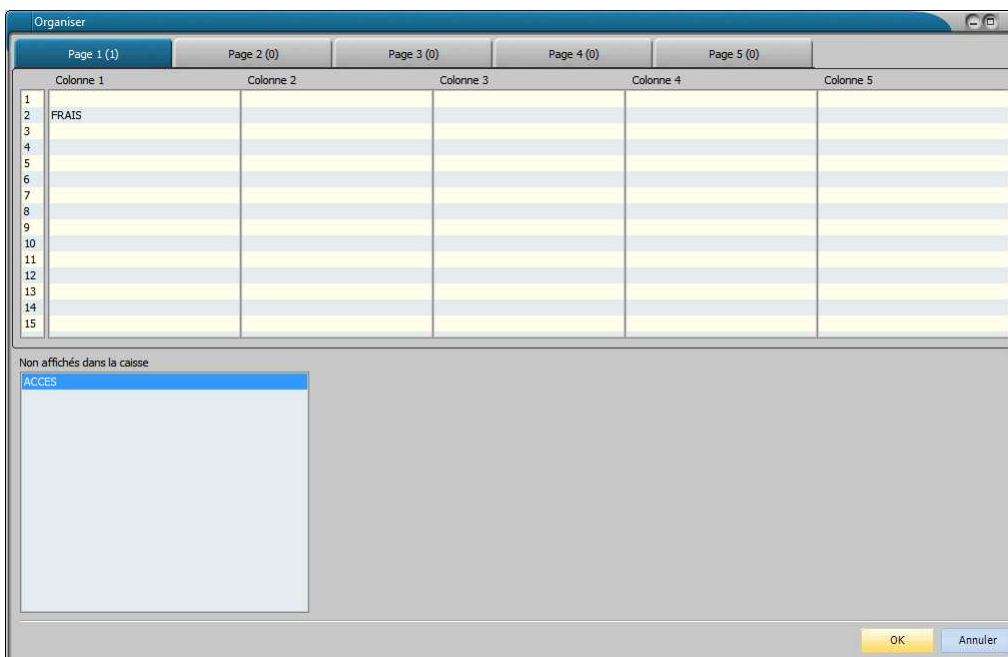 Organiser
Page 1 (1) Page 2 (0) Page 3 (0) Page 4 (0) Page 5 (0)
Colonne 1 Colonne 2 Colonne 3 Colonne 4 Colonne 5
1
2 FRAIS
3
4
5
6
7
8
9
10
11
12
13
14
15
Non affichés dans la caisse
ACCES
OK Annuler